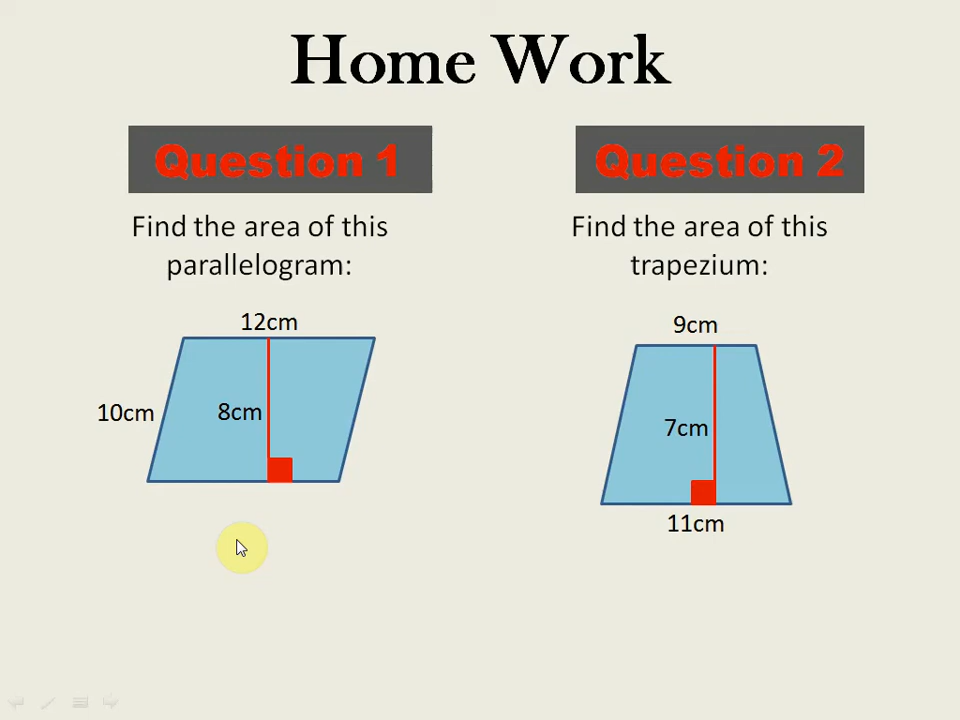 Home Work
Question 1
Find the area of this
parallelogram:
12cm
10cm
8cm
Question 2
Find the area of this
trapezium:
9cm
7cm
11cm